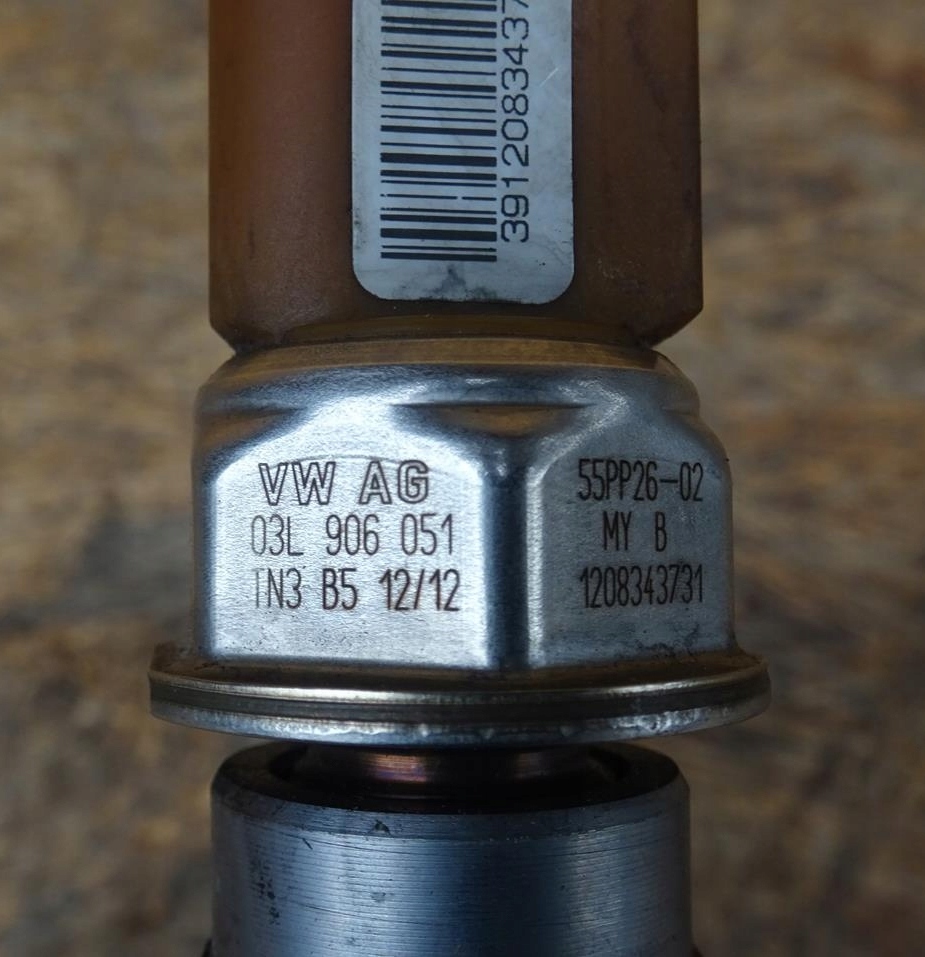 3912083437
VW AG
03L 906 051
TN3 B5 12/12
55PP26-02
MY B
1208343731